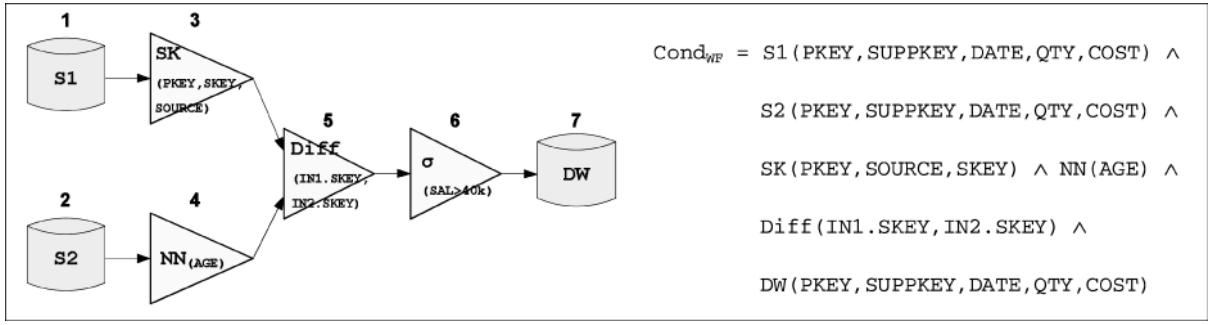 1
3
SK
(PKEY,SKEY,
SOURCE)
S1
5
6
7
Diff
(IN1.SKEY,
IN2.SKEY)
σ
(SAL>40k)
DW
2
4
S2
NN(AGE)
CondWF = S1(PKEY,SUPPKEY,DATE,QTY,COST) ∧
S2(PKEY,SUPPKEY,DATE,QTY,COST) ∧
SK(PKEY,SOURCE,SKEY) ∧ NN(AGE) ∧
Diff(IN1.SKEY,IN2.SKEY) ∧
DW(PKEY,SUPPKEY,DATE,QTY,COST)